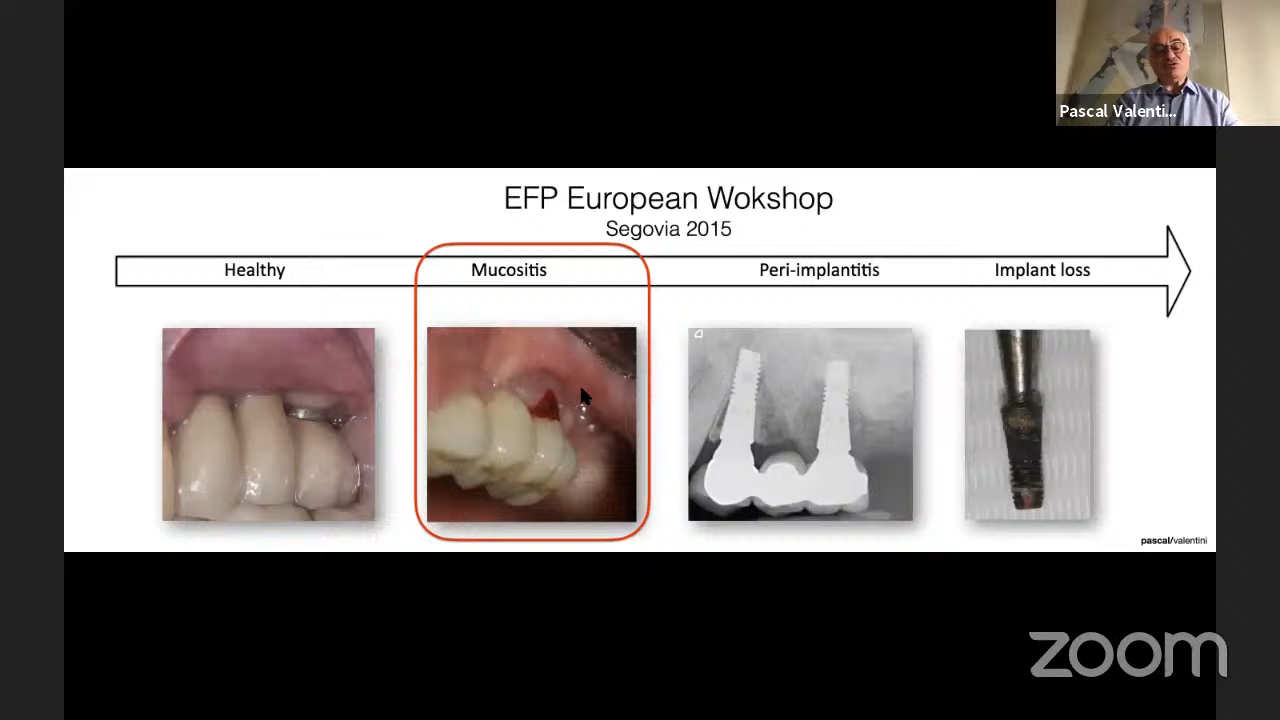 Pascal Valenti...
EFP European Wokshop
Segovia 2015
Healthy
Mucositis
Peri-implantitis
Implant loss
pascal/valentini
zoom